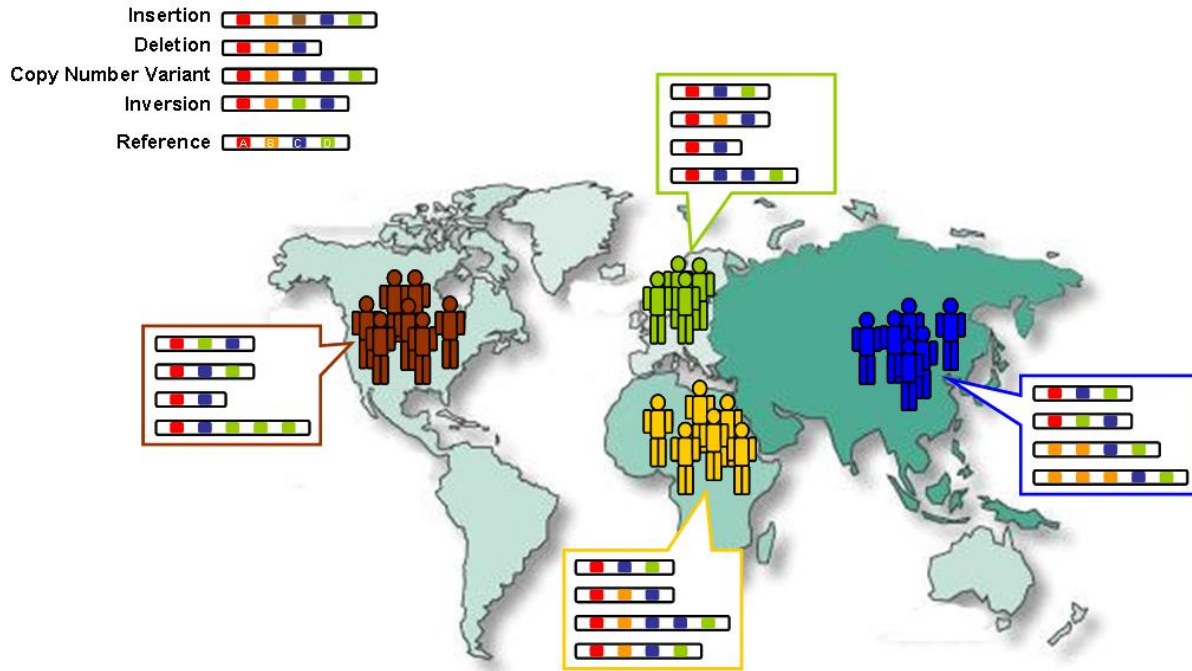 Insertion
Deletion
Copy Number Variant
Inversion
Reference A B C D